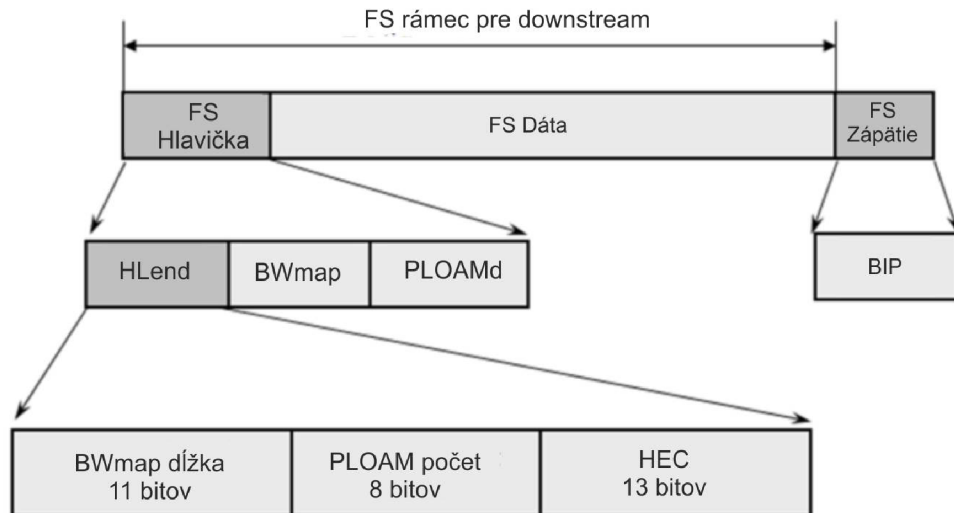 FS rámec pre downstream
FS
Hlavička
FS Dáta
FS
Zápätie
HLend
BWmap
PLOAMd
BIP
BWmap dĺžka
11 bitov
PLOAM počet
8 bitov
HEC
13 bitov